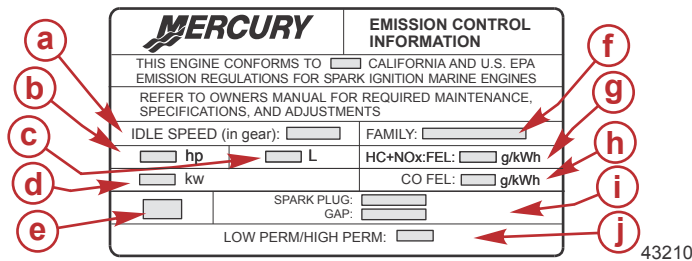 MERCURY
EMISSION CONTROL
INFORMATION
THIS ENGINE CONFORMS TO CALIFORNIA AND U.S. EPA
EMISSION REGULATIONS FOR SPARK IGNITION MARINE ENGINES
REFER TO OWNERS MANUAL FOR REQUIRED MAINTENANCE,
SPECIFICATIONS, AND ADJUSTMENTS
IDLE SPEED (in gear):
FAMILY:
hp
L
HC+NOx:FEL: g/kWh
kw
CO FEL: g/kWh
SPARK PLUG:
GAP:
LOW PERM/HIGH PERM:
a
b
c
d
e
f
g
h
i
j
43210